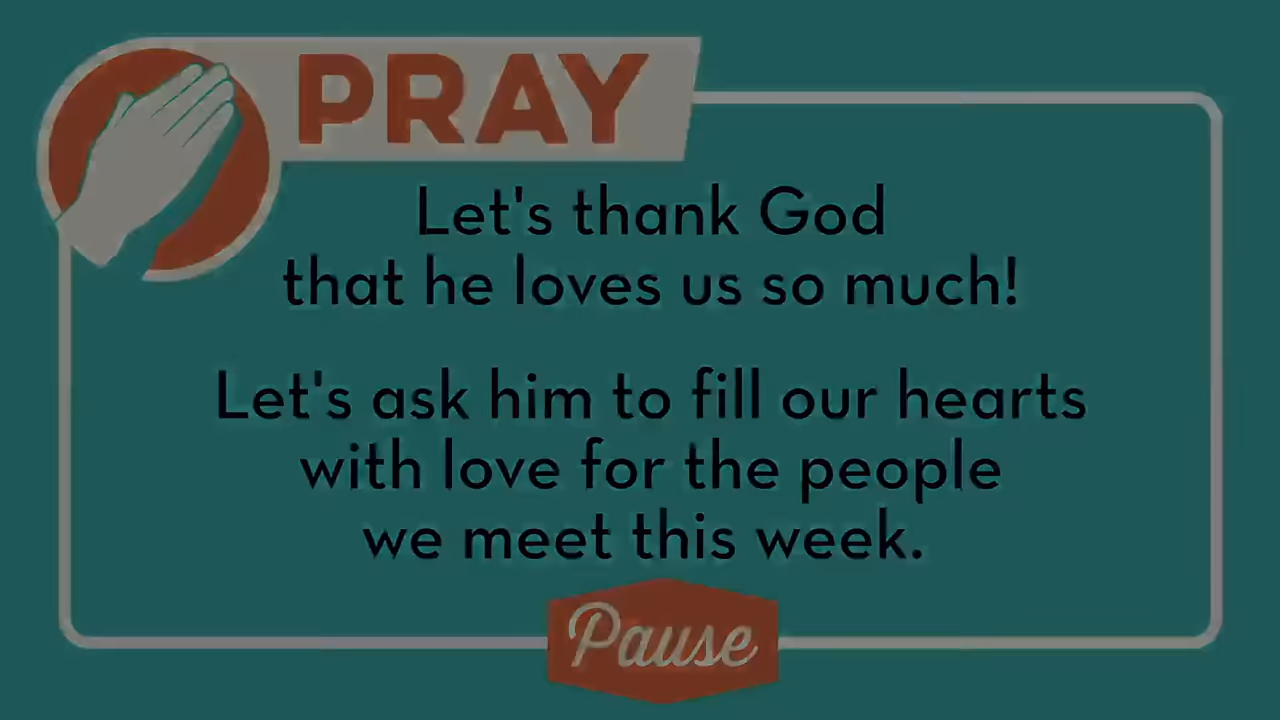 PRAY
Let's thank God
that he loves us so much!
Let's ask him to fill our hearts
with love for the people
we meet this week.
Pause